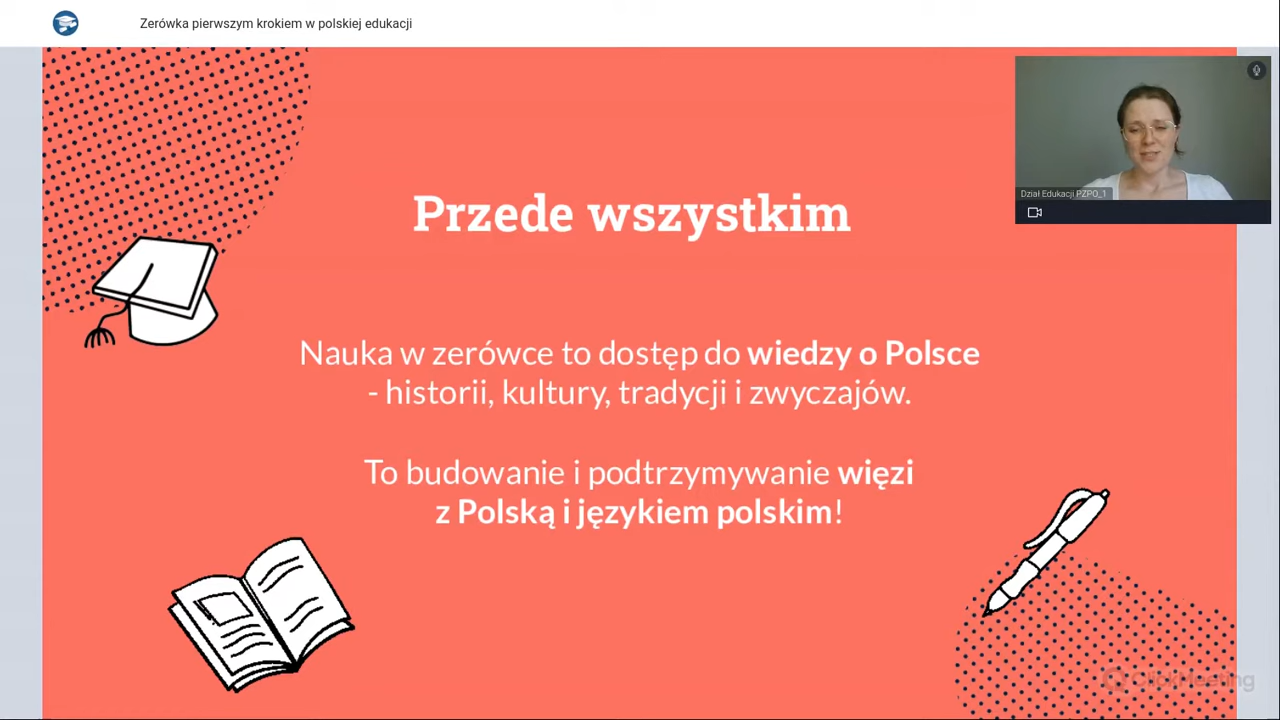 Zerówka pierwszym krokiem w polskiej edukacji
Dział Edukacji PZPO_1
Przede wszystkim
Nauka w zerówce to dostęp do wiedzy o Polsce
- historii, kultury, tradycji i zwyczajów.
To budowanie i podtrzymywanie więzi
z Polską i językiem polskim!
ClickMeeting